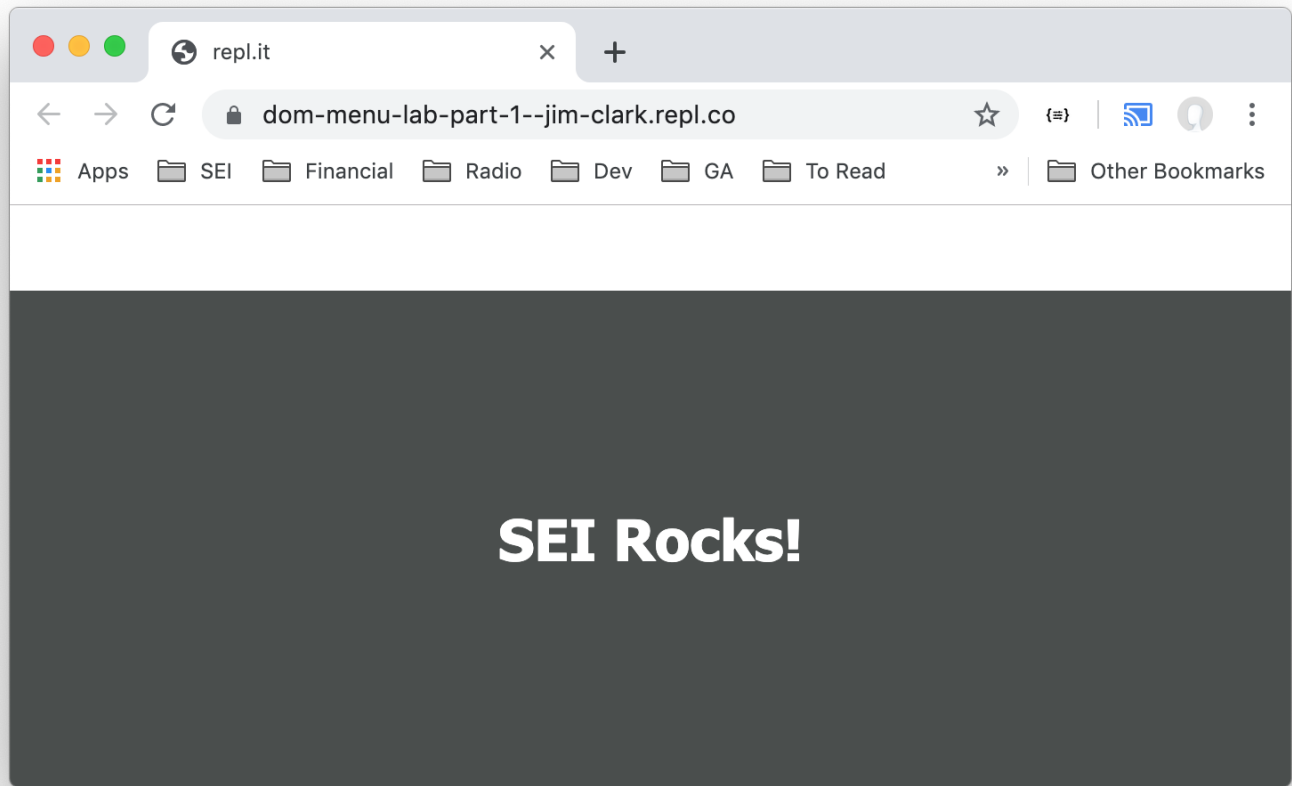 repl.it
dom-menu-lab-part-1--jim-clark.repl.co
Apps SEI Financial Radio Dev GA To Read » Other Bookmarks
SEI Rocks!